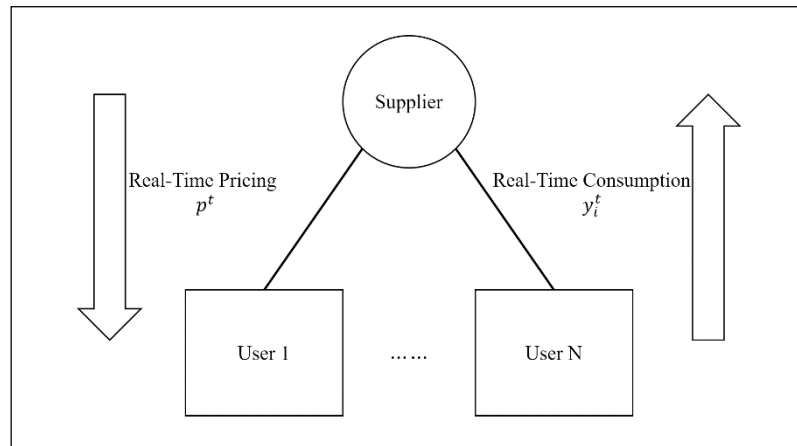 Supplier
Real-Time Pricing
p^t
Real-Time Consumption
y_i^t
User 1
……
User N